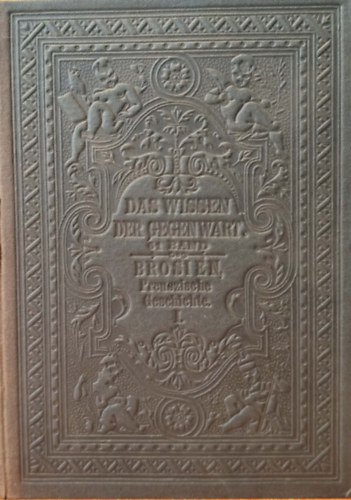 DAS WISSEN
DER GEGENWART.
BAND
BROSIEN,
Preussische
Geschichte.
I.